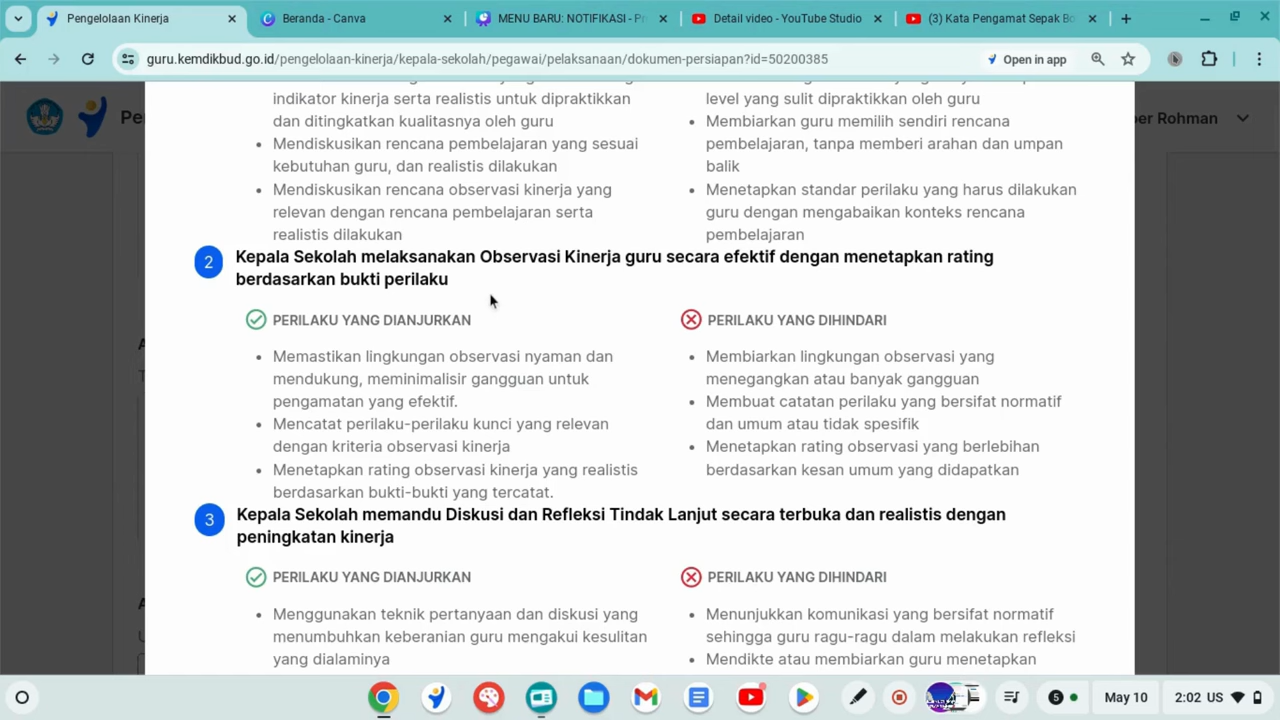 Pengelolaan Kinerja
Beranda - Canva
MENU BARU: NOTIFIKASI - P
Detail video - YouTube Studio
(3) Kata Pengamat Sepak Bo
guru.kemdikbud.go.id/pengelolaan-kinerja/kepala-sekolah/pegawai/pelaksanaan/dokumen-persiapan?id=50200385
Open in app
Pe
ber Rohman
indikator kinerja serta realistis untuk dipraktikkan
dan ditingkatkan kualitasnya oleh guru
Mendiskusikan rencana pembelajaran yang sesuai
kebutuhan guru, dan realistis dilakukan
Mendiskusikan rencana observasi kinerja yang
relevan dengan rencana pembelajaran serta
realistis dilakukan
level yang sulit dipraktikkan oleh guru
Membiarkan guru memilih sendiri rencana
pembelajaran, tanpa memberi arahan dan umpan
balik
Menetapkan standar perilaku yang harus dilakukan
guru dengan mengabaikan konteks rencana
pembelajaran
2
Kepala Sekolah melaksanakan Observasi Kinerja guru secara efektif dengan menetapkan rating
berdasarkan bukti perilaku
PERILAKU YANG DIANJURKAN
Memastikan lingkungan observasi nyaman dan
mendukung, meminimalisir gangguan untuk
pengamatan yang efektif.
Mencatat perilaku-perilaku kunci yang relevan
dengan kriteria observasi kinerja
Menetapkan rating observasi kinerja yang realistis
berdasarkan bukti-bukti yang tercatat.
PERILAKU YANG DIHINDARI
Membiarkan lingkungan observasi yang
menegangkan atau banyak gangguan
Membuat catatan perilaku yang bersifat normatif
dan umum atau tidak spesifik
Menetapkan rating observasi yang berlebihan
berdasarkan kesan umum yang didapatkan
3
Kepala Sekolah memandu Diskusi dan Refleksi Tindak Lanjut secara terbuka dan realistis dengan
peningkatan kinerja
PERILAKU YANG DIANJURKAN
Menggunakan teknik pertanyaan dan diskusi yang
menumbuhkan keberanian guru mengakui kesulitan
yang dialaminya
PERILAKU YANG DIHINDARI
Menunjukkan komunikasi yang bersifat normatif
sehingga guru ragu-ragu dalam melakukan refleksi
Mendikte atau membiarkan guru menetapkan
5
May 10
2:02 US